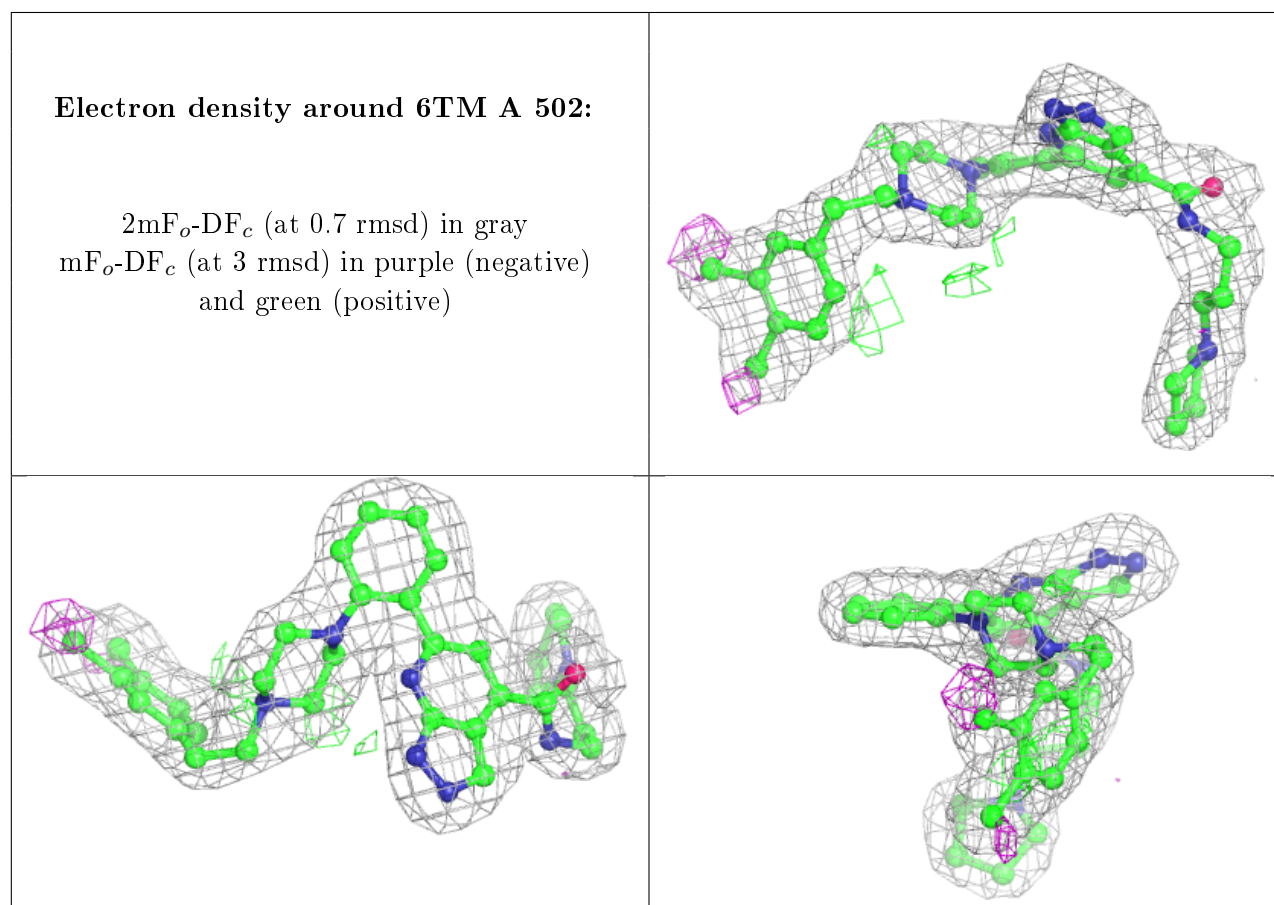 Electron density around 6TM A 502:
2mFo-DFc (at 0.7 rmsd) in gray
mFo-DFc (at 3 rmsd) in purple (negative)
and green (positive)